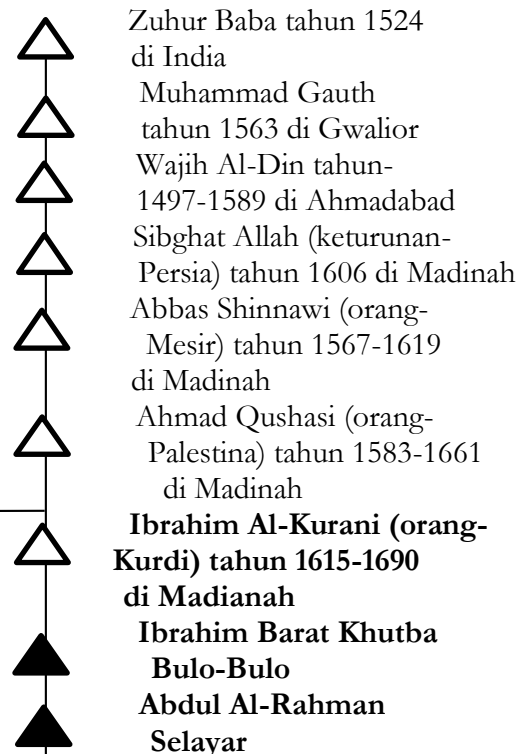 Zuhur Baba tahun 1524
di India
Muhammad Gauth
tahun 1563 di Gwalior
Wajih Al-Din tahun-
1497-1589 di Ahmadabad
Sibghat Allah (keturunan-
Persia) tahun 1606 di Madinah
Abbas Shinnawi (orang-
Mesir) tahun 1567-1619
di Madinah
Ahmad Qushasi (orang-
Palestina) tahun 1583-1661
di Madinah
Ibrahim Al-Kurani (orang-
Kurdi) tahun 1615-1690
di Madianah
Ibrahim Barat Khutba
Bulo-Bulo
Abdul Al-Rahman
Selayar